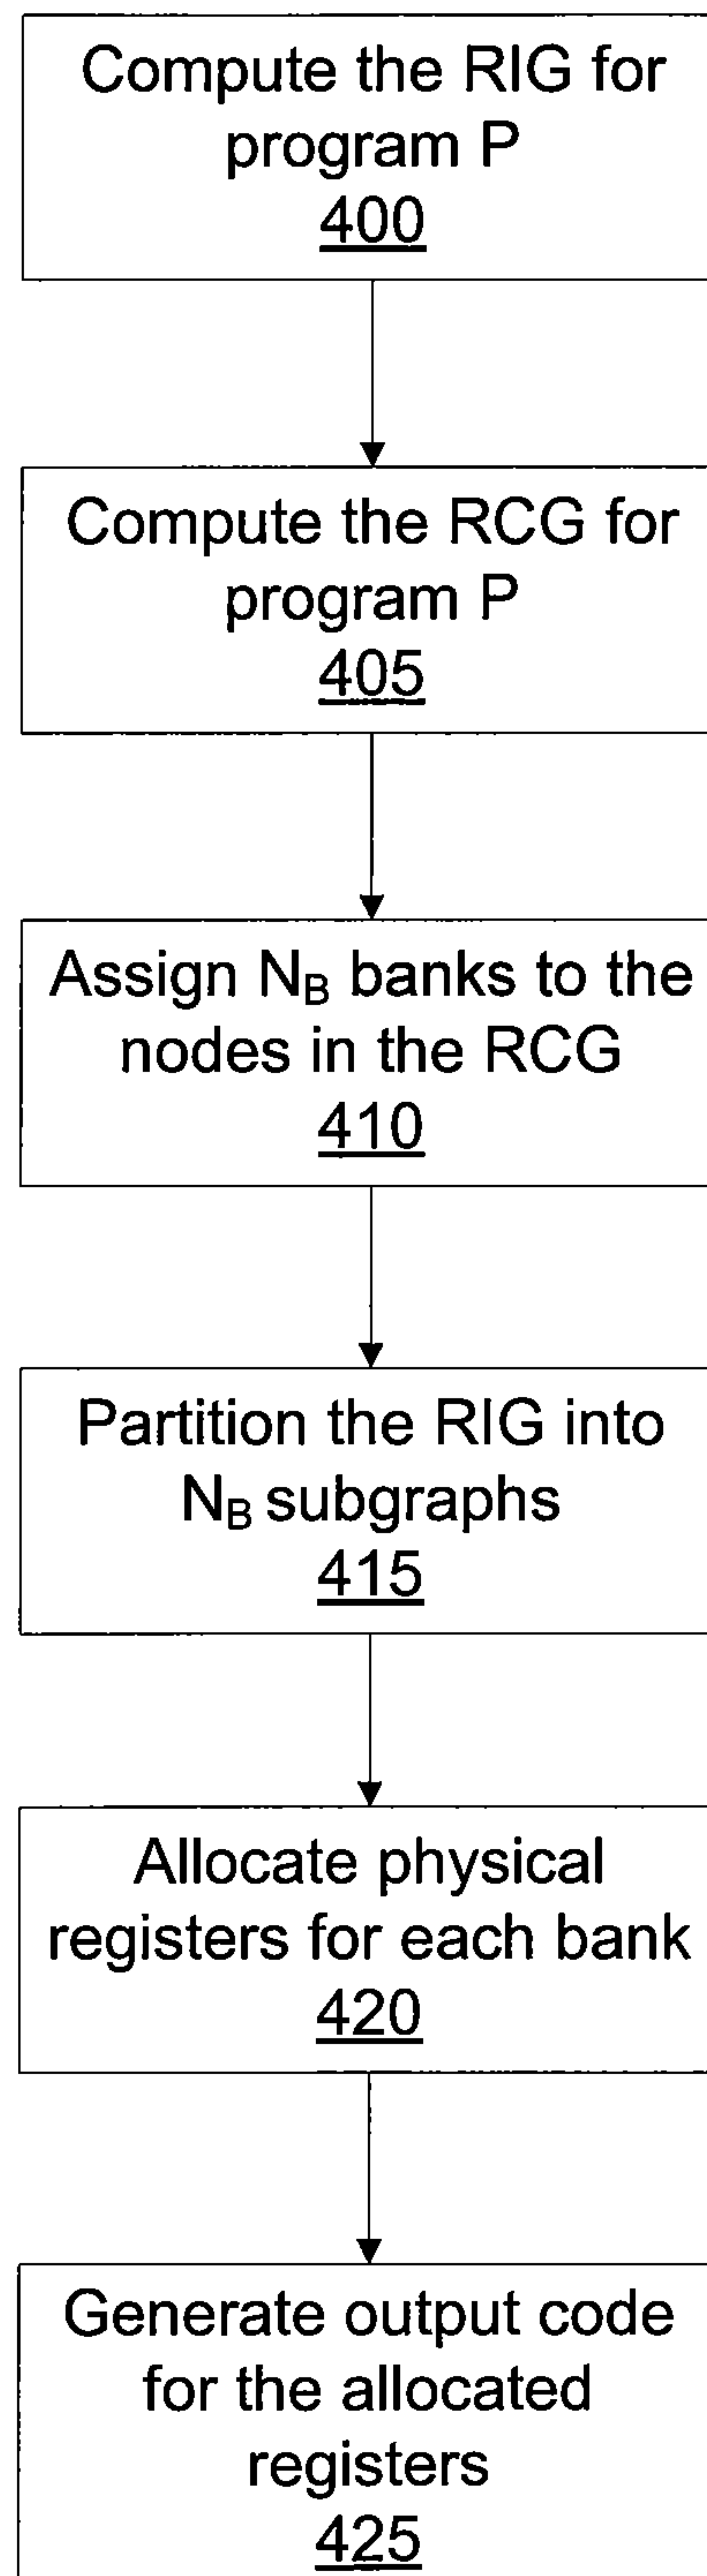 Compute the RIG for
program P
400
Compute the RCG for
program P
405
Assign N_B banks to the
nodes in the RCG
410
Partition the RIG into
N_B subgraphs
415
Allocate physical
registers for each bank
420
Generate output code
for the allocated
registers
425